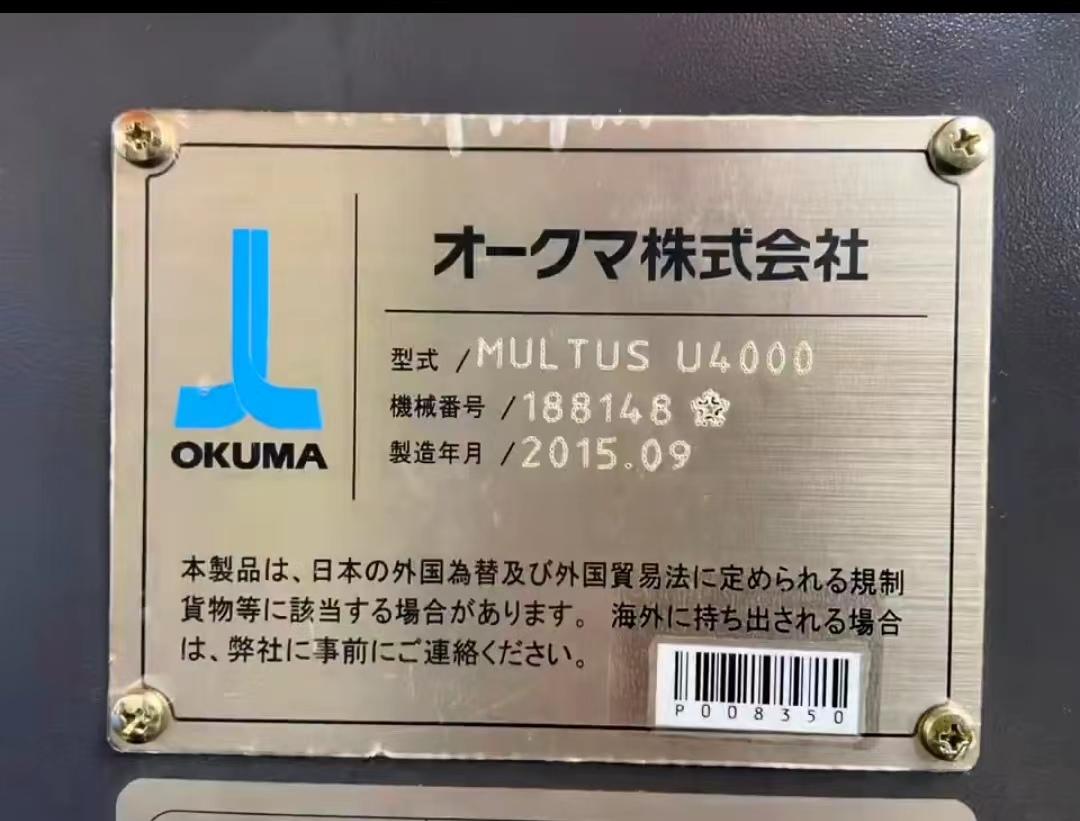 オークマ株式会社
OKUMA
型式 / MULTUS U4000
機械番号 / 188148
製造年月 / 2015.09
本製品は、日本の外国為替及び外国貿易法に定められる規制
貨物等に該当する場合があります。 海外に持ち出される場合
は、弊社に事前にご連絡ください。
P008350